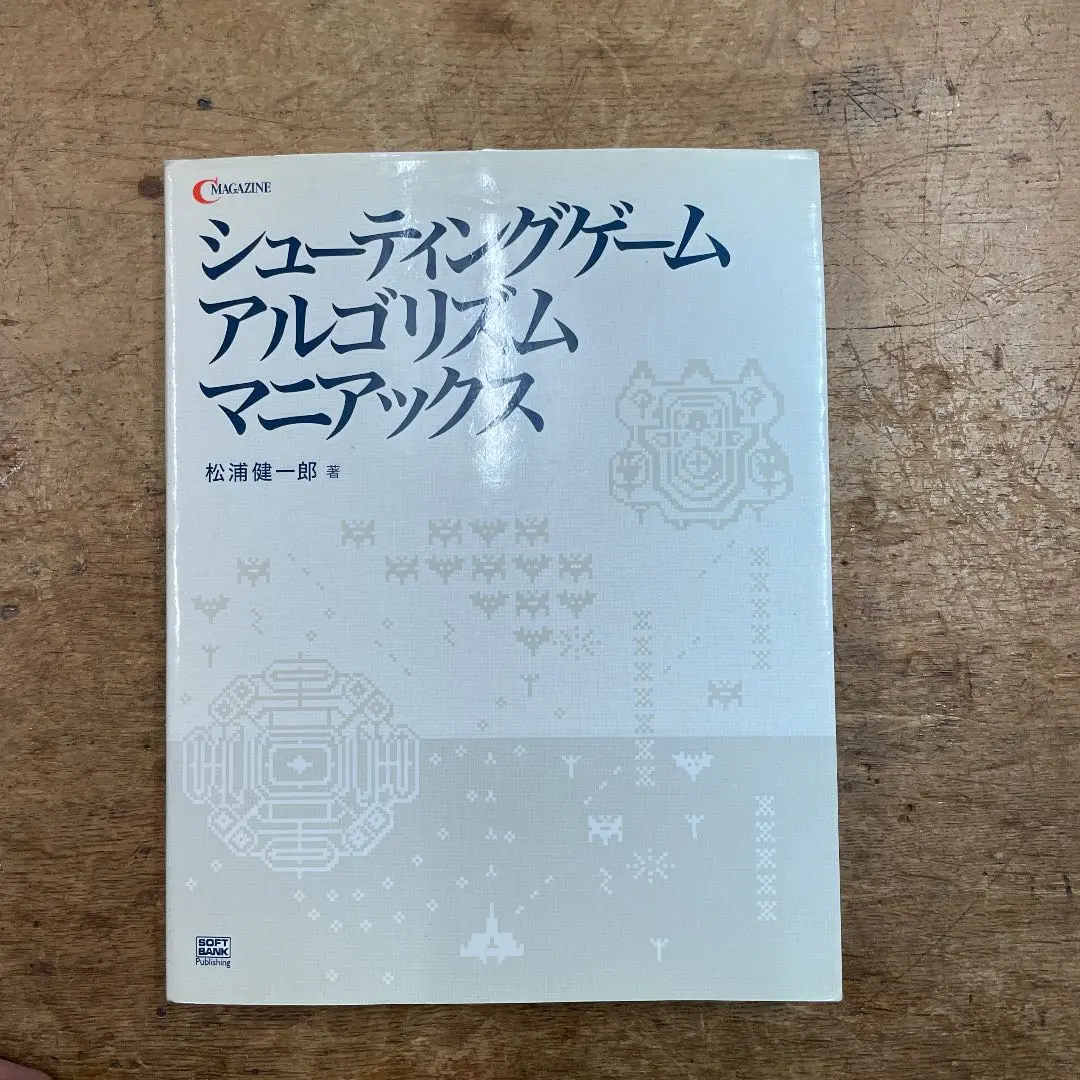 C MAGAZINE
シューティングゲーム
アルゴリズム
マニアックス
松浦健一郎 著
SOFT
BANK
Publishing